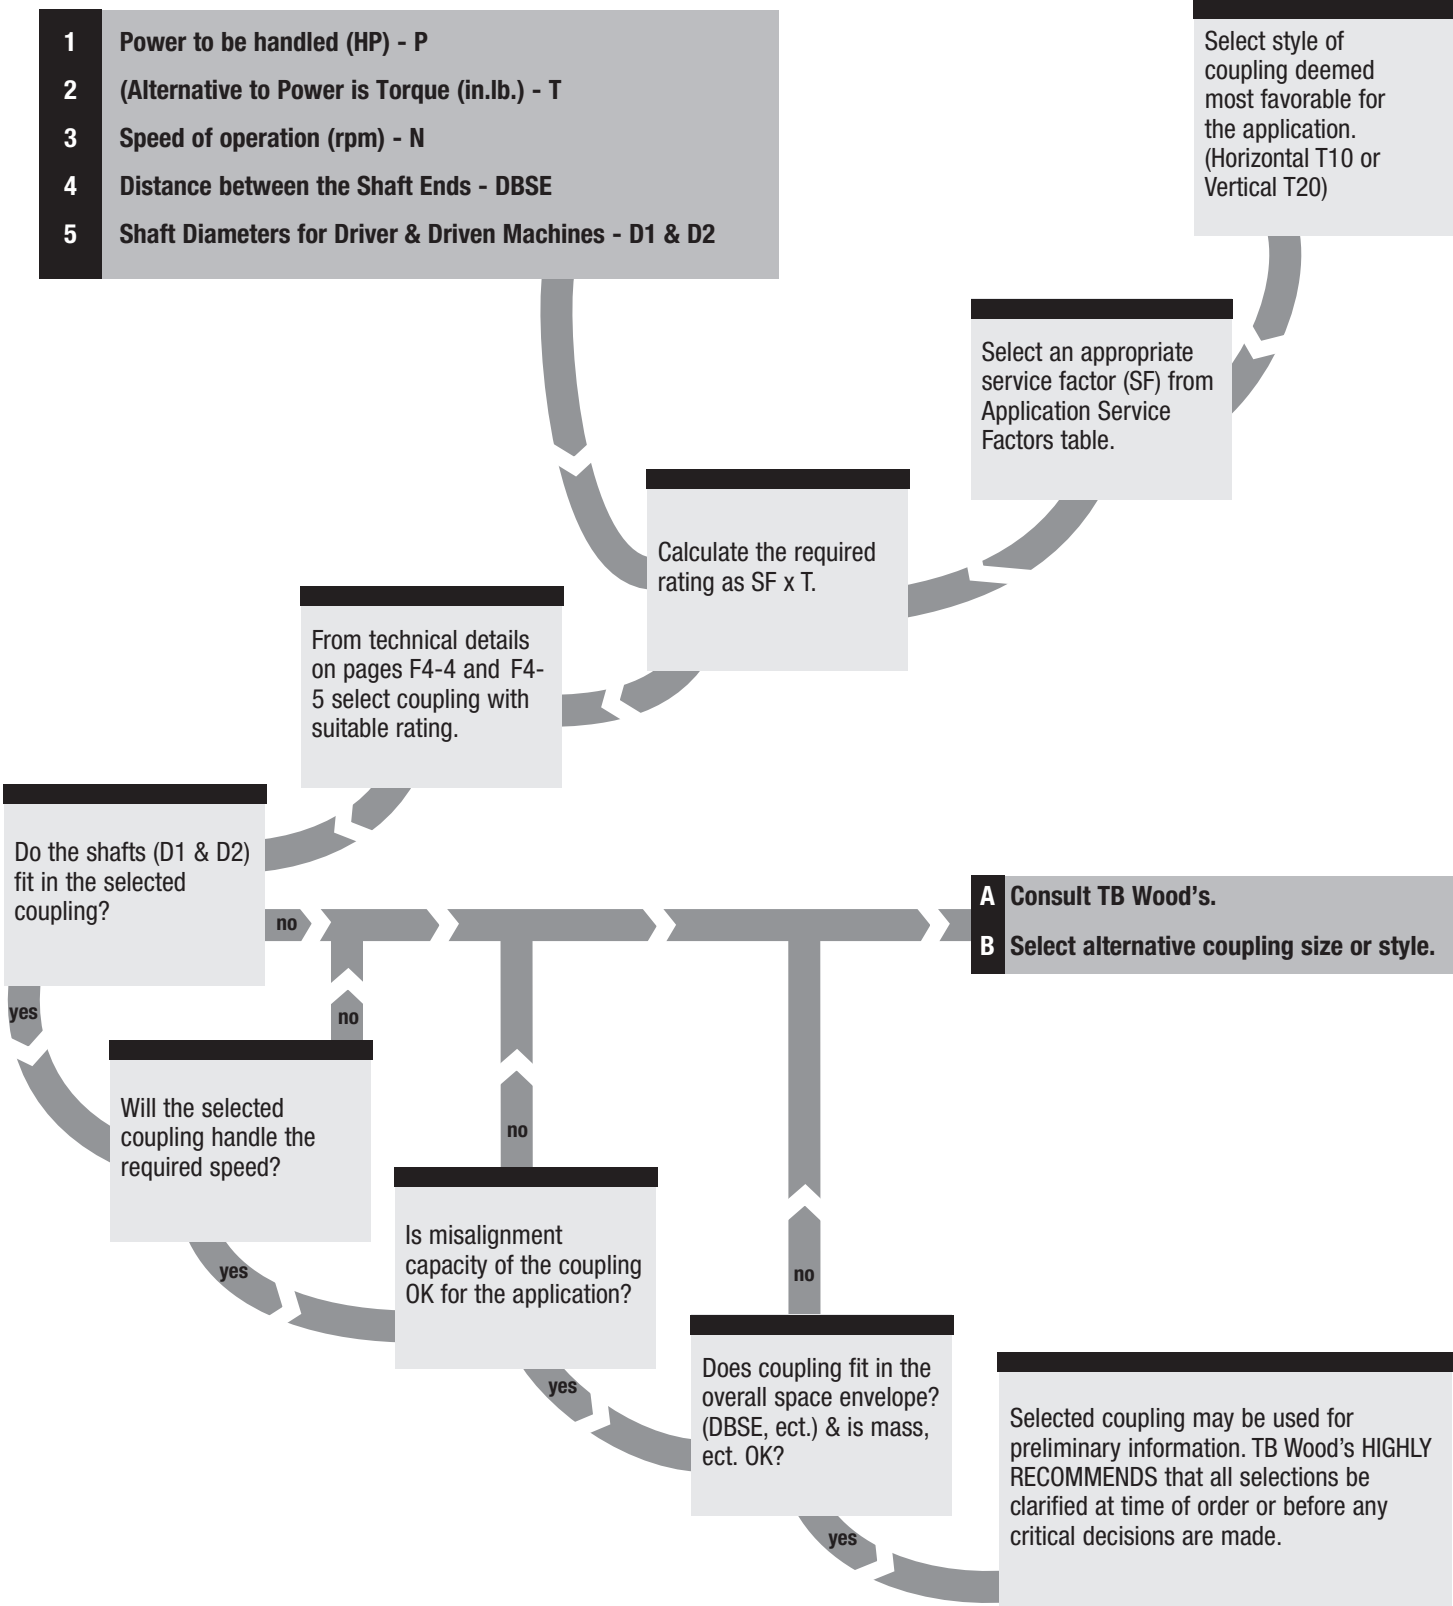 1 Power to be handled (HP) - P
2 (Alternative to Power is Torque (in.lb.) - T
3 Speed of operation (rpm) - N
4 Distance between the Shaft Ends - DBSE
5 Shaft Diameters for Driver & Driven Machines - D1 & D2
Select style of
coupling deemed
most favorable for
the application.
(Horizontal T10 or
Vertical T20)
Select an appropriate
service factor (SF) from
Application Service
Factors table.
Calculate the required
rating as SF x T.
From technical details
on pages F4-4 and F4-
5 select coupling with
suitable rating.
Do the shafts (D1 & D2)
fit in the selected
coupling?
no
A Consult TB Wood's.
B Select alternative coupling size or style.
yes
no
Will the selected
coupling handle the
required speed?
yes
no
Is misalignment
capacity of the coupling
OK for the application?
yes
no
Does coupling fit in the
overall space envelope?
(DBSE, ect.) & is mass,
ect. OK?
yes
Selected coupling may be used for
preliminary information. TB Wood's HIGHLY
RECOMMENDS that all selections be
clarified at time of order or before any
critical decisions are made.